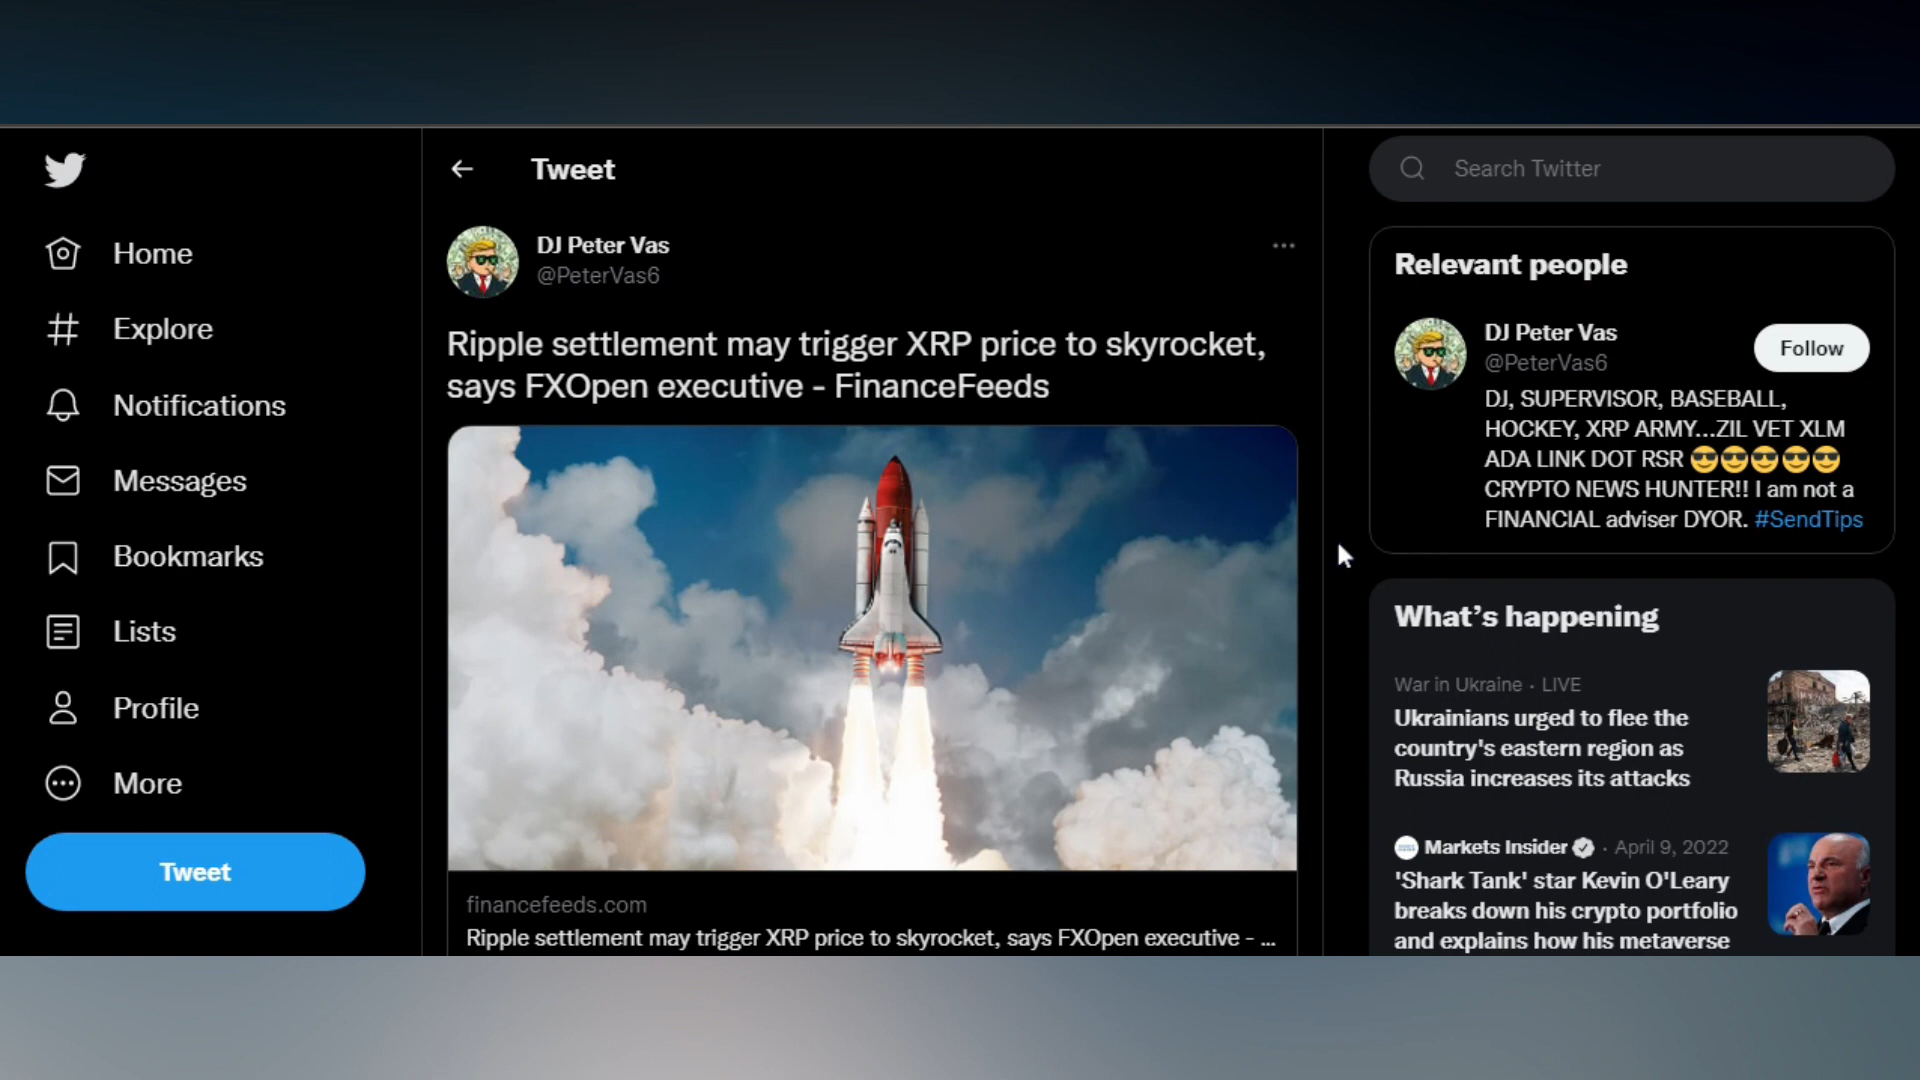 Home
Explore
Notifications
Messages
Bookmarks
Lists
Profile
More
Tweet
Tweet
DJ Peter Vas
@PeterVas6
Ripple settlement may trigger XRP price to skyrocket,
says FXOpen executive - FinanceFeeds
financefeeds.com
Ripple settlement may trigger XRP price to skyrocket, says FXOpen executive - ...
Search Twitter
Relevant people
DJ Peter Vas
@PeterVas6
Follow
DJ, SUPERVISOR, BASEBALL,
HOCKEY, XRP ARMY...ZIL VET XLM
ADA LINK DOT RSR 😎😎😎😎😎
CRYPTO NEWS HUNTER!! I am not a
FINANCIAL adviser DYOR. #SendTips
What's happening
War in Ukraine · LIVE
Ukrainians urged to flee the
country's eastern region as
Russia increases its attacks
Markets Insider · April 9, 2022
'Shark Tank' star Kevin O'Leary
breaks down his crypto portfolio
and explains how his metaverse